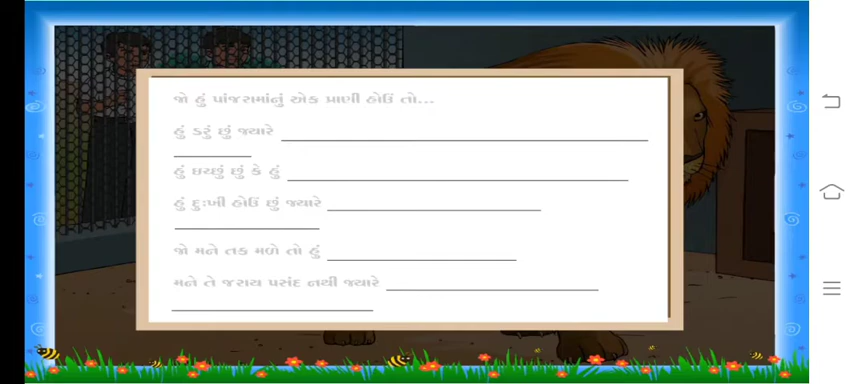 જો હું પાંજરામાંનું એક પ્રાણી હોઉં તો...
હું ડરું છું જ્યારે
હું ઇચ્છું છું કે હું
હું દુઃખી હોઉં છું જ્યારે
જો મને તક મળે તો હું
મને તે જરાય પસંદ નથી જ્યારે